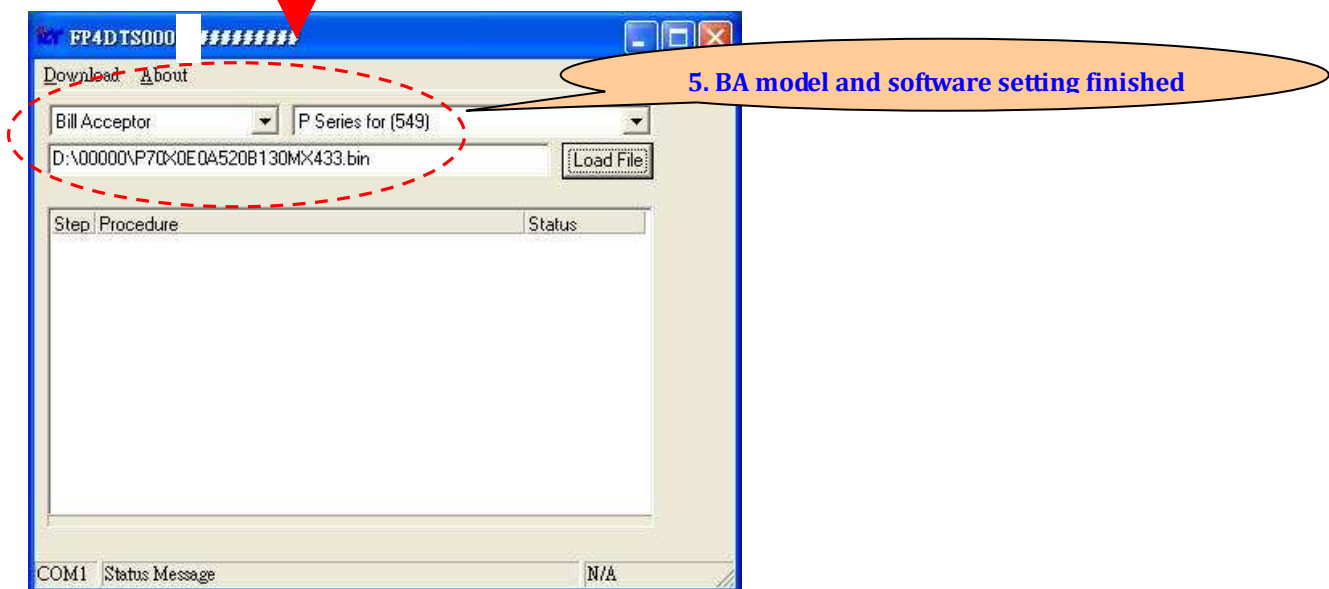 FP4DTS000 ##########
Download About
5. BA model and software setting finished
Bill Acceptor P Series for (549)
D:\00000\P70X0E0A520B130MX433.bin Load File
Step Procedure Status
COM1 Status Message N/A